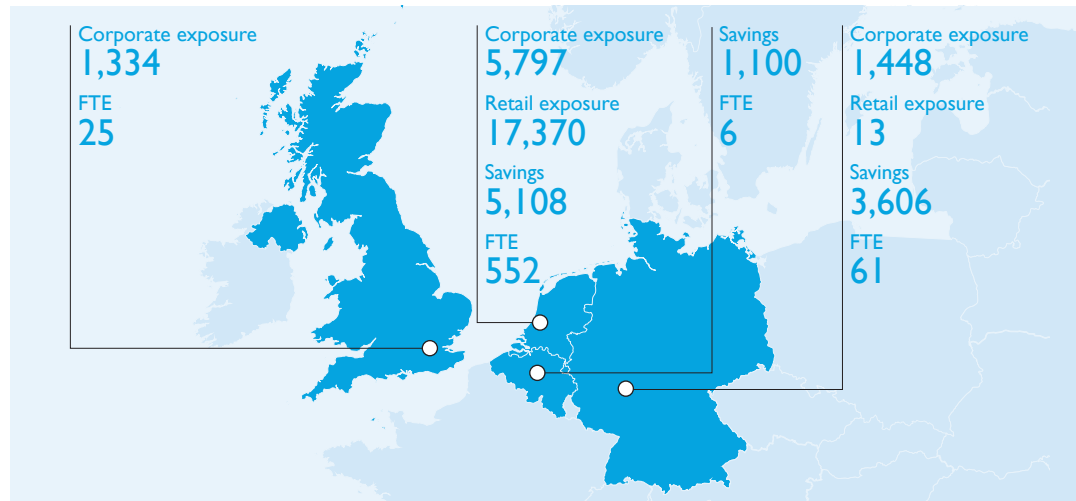 Corporate exposure
1,334
FTE
25
Corporate exposure
5,797
Retail exposure
17,370
Savings
5,108
FTE
552
Savings
1,100
FTE
6
Corporate exposure
1,448
Retail exposure
13
Savings
3,606
FTE
61